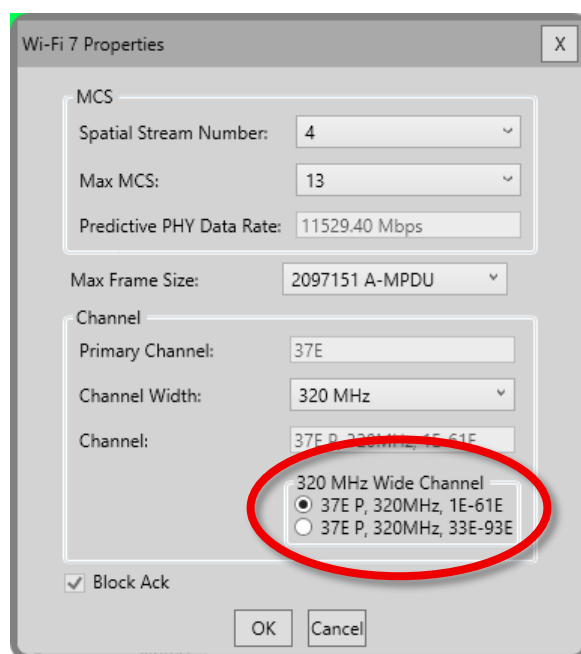 Wi-Fi 7 Properties X
MCS
Spatial Stream Number: 4
Max MCS: 13
Predictive PHY Data Rate: 11529.40 Mbps
Max Frame Size: 2097151 A-MPDU
Channel
Primary Channel: 37E
Channel Width: 320 MHz
Channel: 37E P, 320MHz, 1E-61E
320 MHz Wide Channel
37E P, 320MHz, 1E-61E
37E P, 320MHz, 33E-93E
Block Ack
OK Cancel